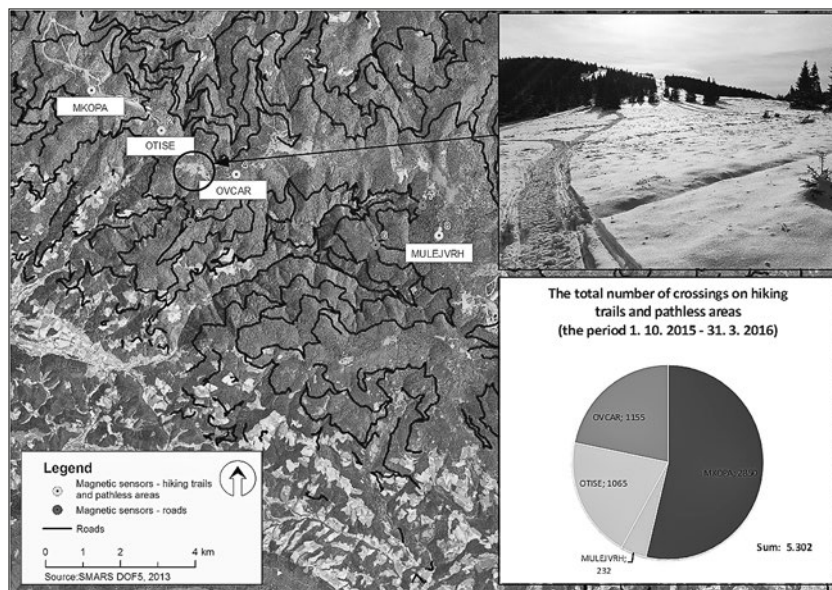 MKOPA
OTISE
OVCAR
MULEJVRH
Legend
Magnetic sensors - hiking trails
and pathless areas
Magnetic sensors - roads
Roads
0 1 2 4 km
Source:SMARS DOF5, 2013
The total number of crossings on hiking
trails and pathless areas
(the period 1. 10. 2015 - 31. 3. 2016)
OVCAR; 1155
MKOPA; 2850
OTISE; 1065
MULEJVRH;
232
Sum: 5.302